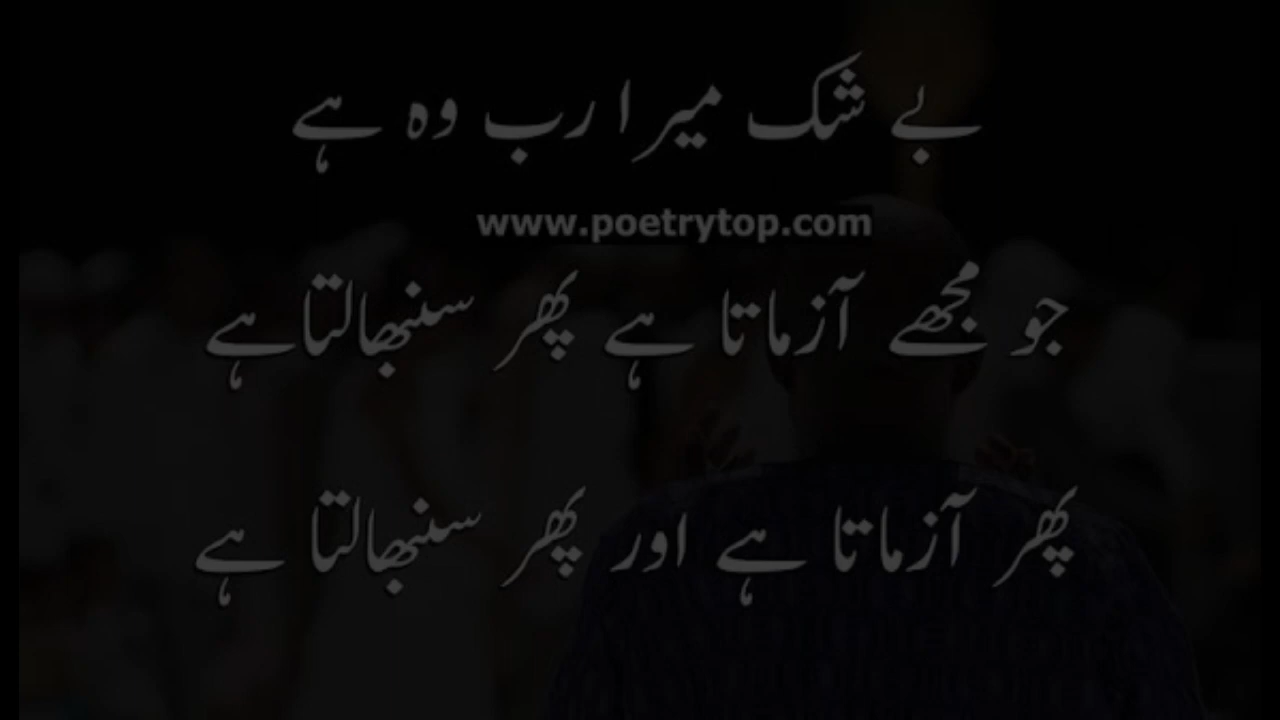 بے شک میرا رب وہ ہے
www.poetrytop.com
جو مجھے آزماتا ہے پھر سنبھالتا ہے
پھر آزماتا ہے اور پھر سنبھالتا ہے